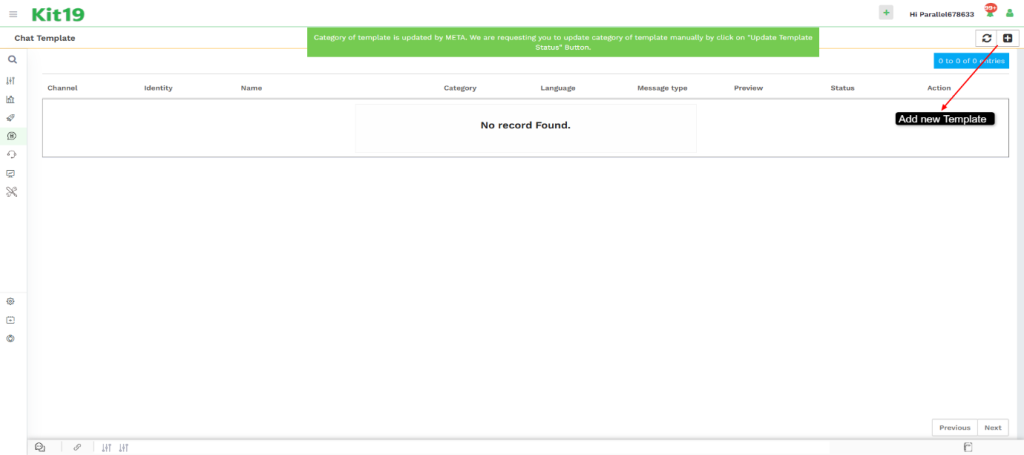 Kit19
Hi Parallel678633
99+
Chat Template
Category of template is updated by META. We are requesting you to update category of template manually by click on "Update Template
Status" Button.
0 to 0 of 0 entries
Channel Identity Name Category Language Message type Preview Status Action
No record Found.
Add new Template
Previous Next